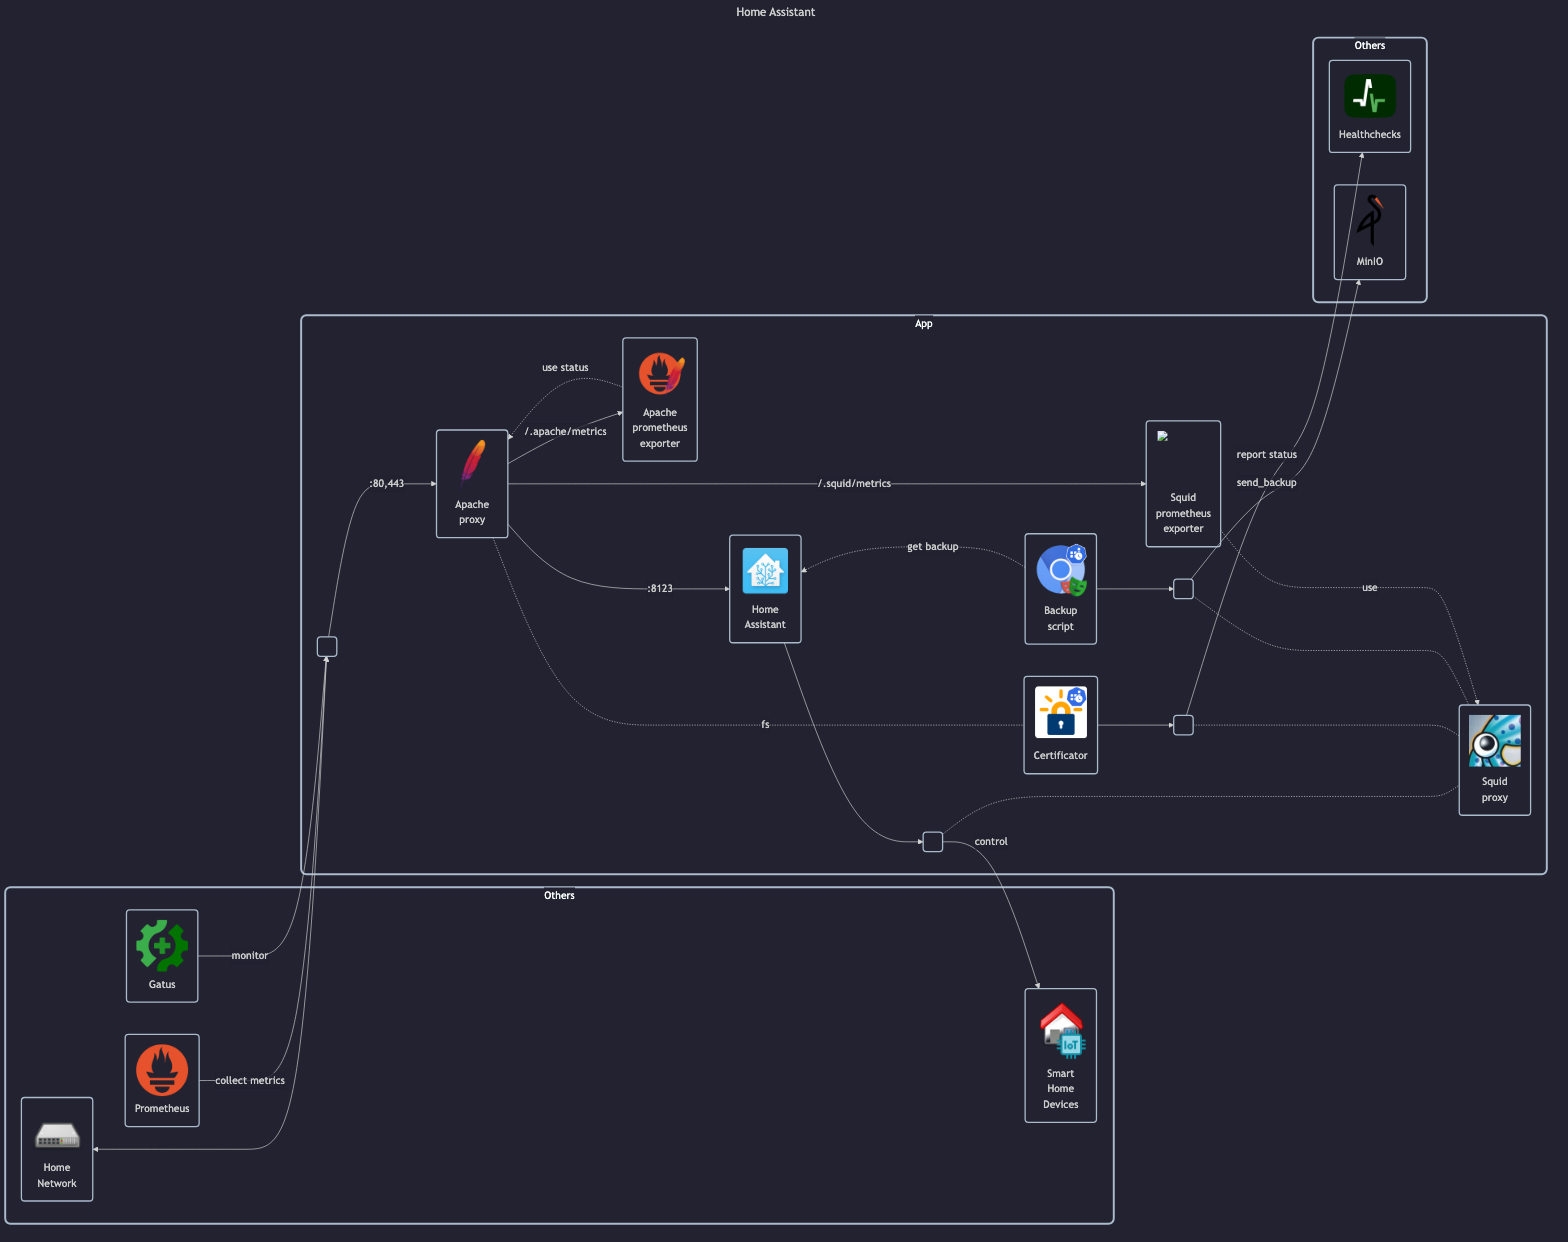 Home Assistant
Others
Healthchecks
MinIO
App
use status
Apache
prometheus
exporter
/.apache/metrics
:80,443
Apache
proxy
/.squid/metrics
Squid
prometheus
exporter
report status
send_backup
get backup
:8123
Home
Assistant
Backup
script
use
fs
Certificator
Squid
proxy
control
Others
monitor
Gatus
collect metrics
Prometheus
IoT
Smart
Home
Devices
Home
Network